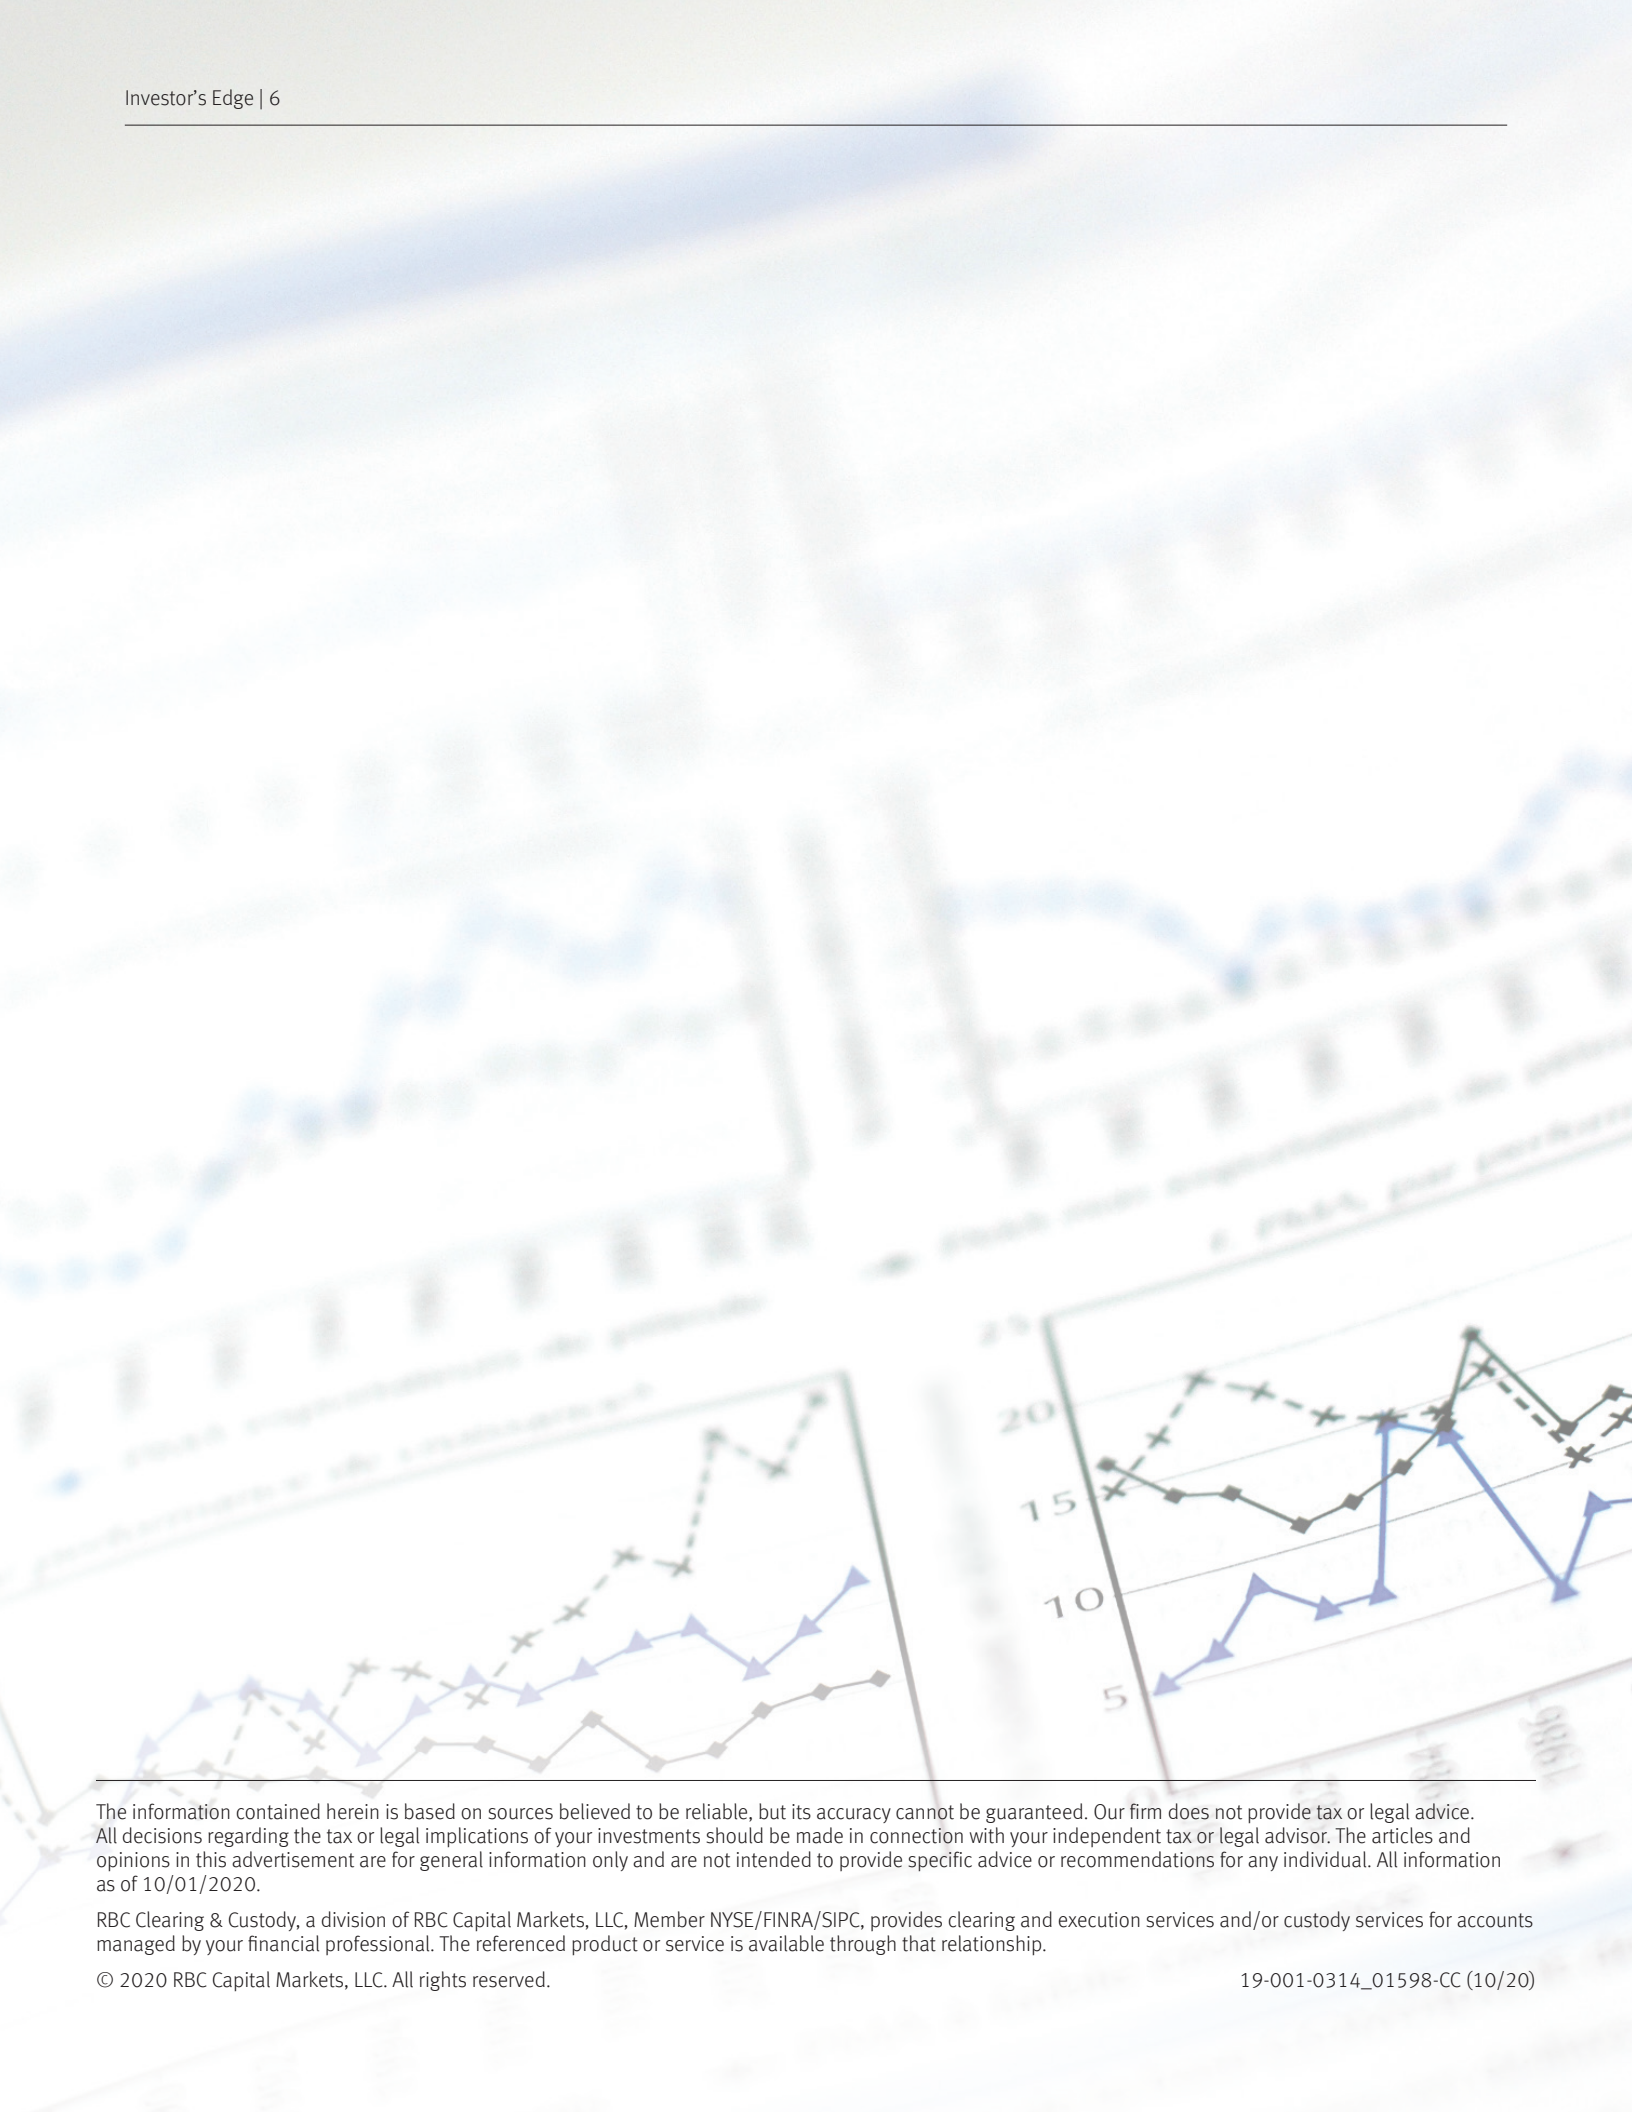 Investor's Edge | 6
25
20
15
10
5
0
The information contained herein is based on sources believed to be reliable, but its accuracy cannot be guaranteed. Our firm does not provide tax or legal advice.
All decisions regarding the tax or legal implications of your investments should be made in connection with your independent tax or legal advisor. The articles and
opinions in this advertisement are for general information only and are not intended to provide specific advice or recommendations for any individual. All information
as of 10/01/2020.
RBC Clearing & Custody, a division of RBC Capital Markets, LLC, Member NYSE/FINRA/SIPC, provides clearing and execution services and/or custody services for accounts
managed by your financial professional. The referenced product or service is available through that relationship.
© 2020 RBC Capital Markets, LLC. All rights reserved.
19-001-0314_01598-CC (10/20)